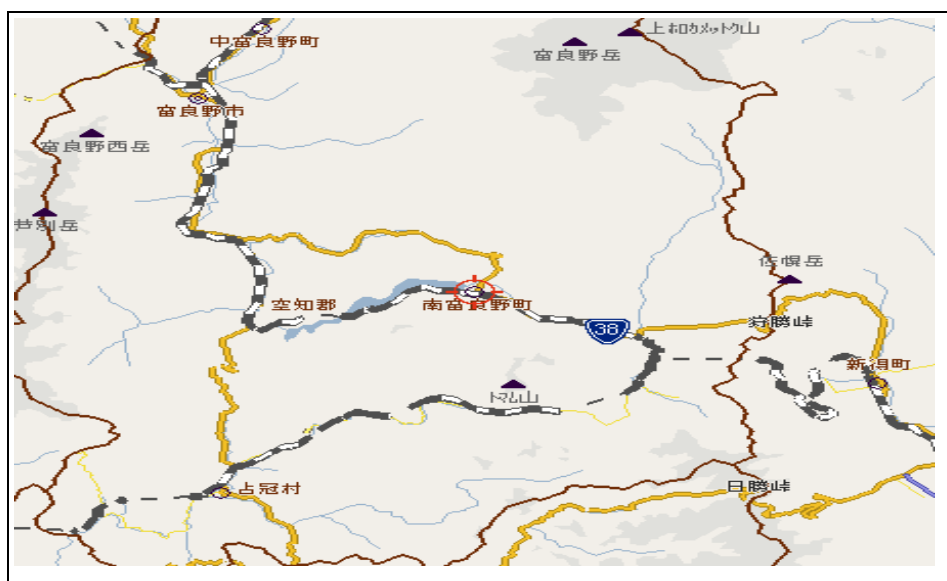 上ﾎﾛｶﾒｯﾄｸ山
中富良野町
富良野岳
富良野市
富良野西岳
芦別岳
佐幌岳
空知郡
南富良野町
38
狩勝峠
新得町
ﾄﾏﾑ山
占冠村
日勝峠